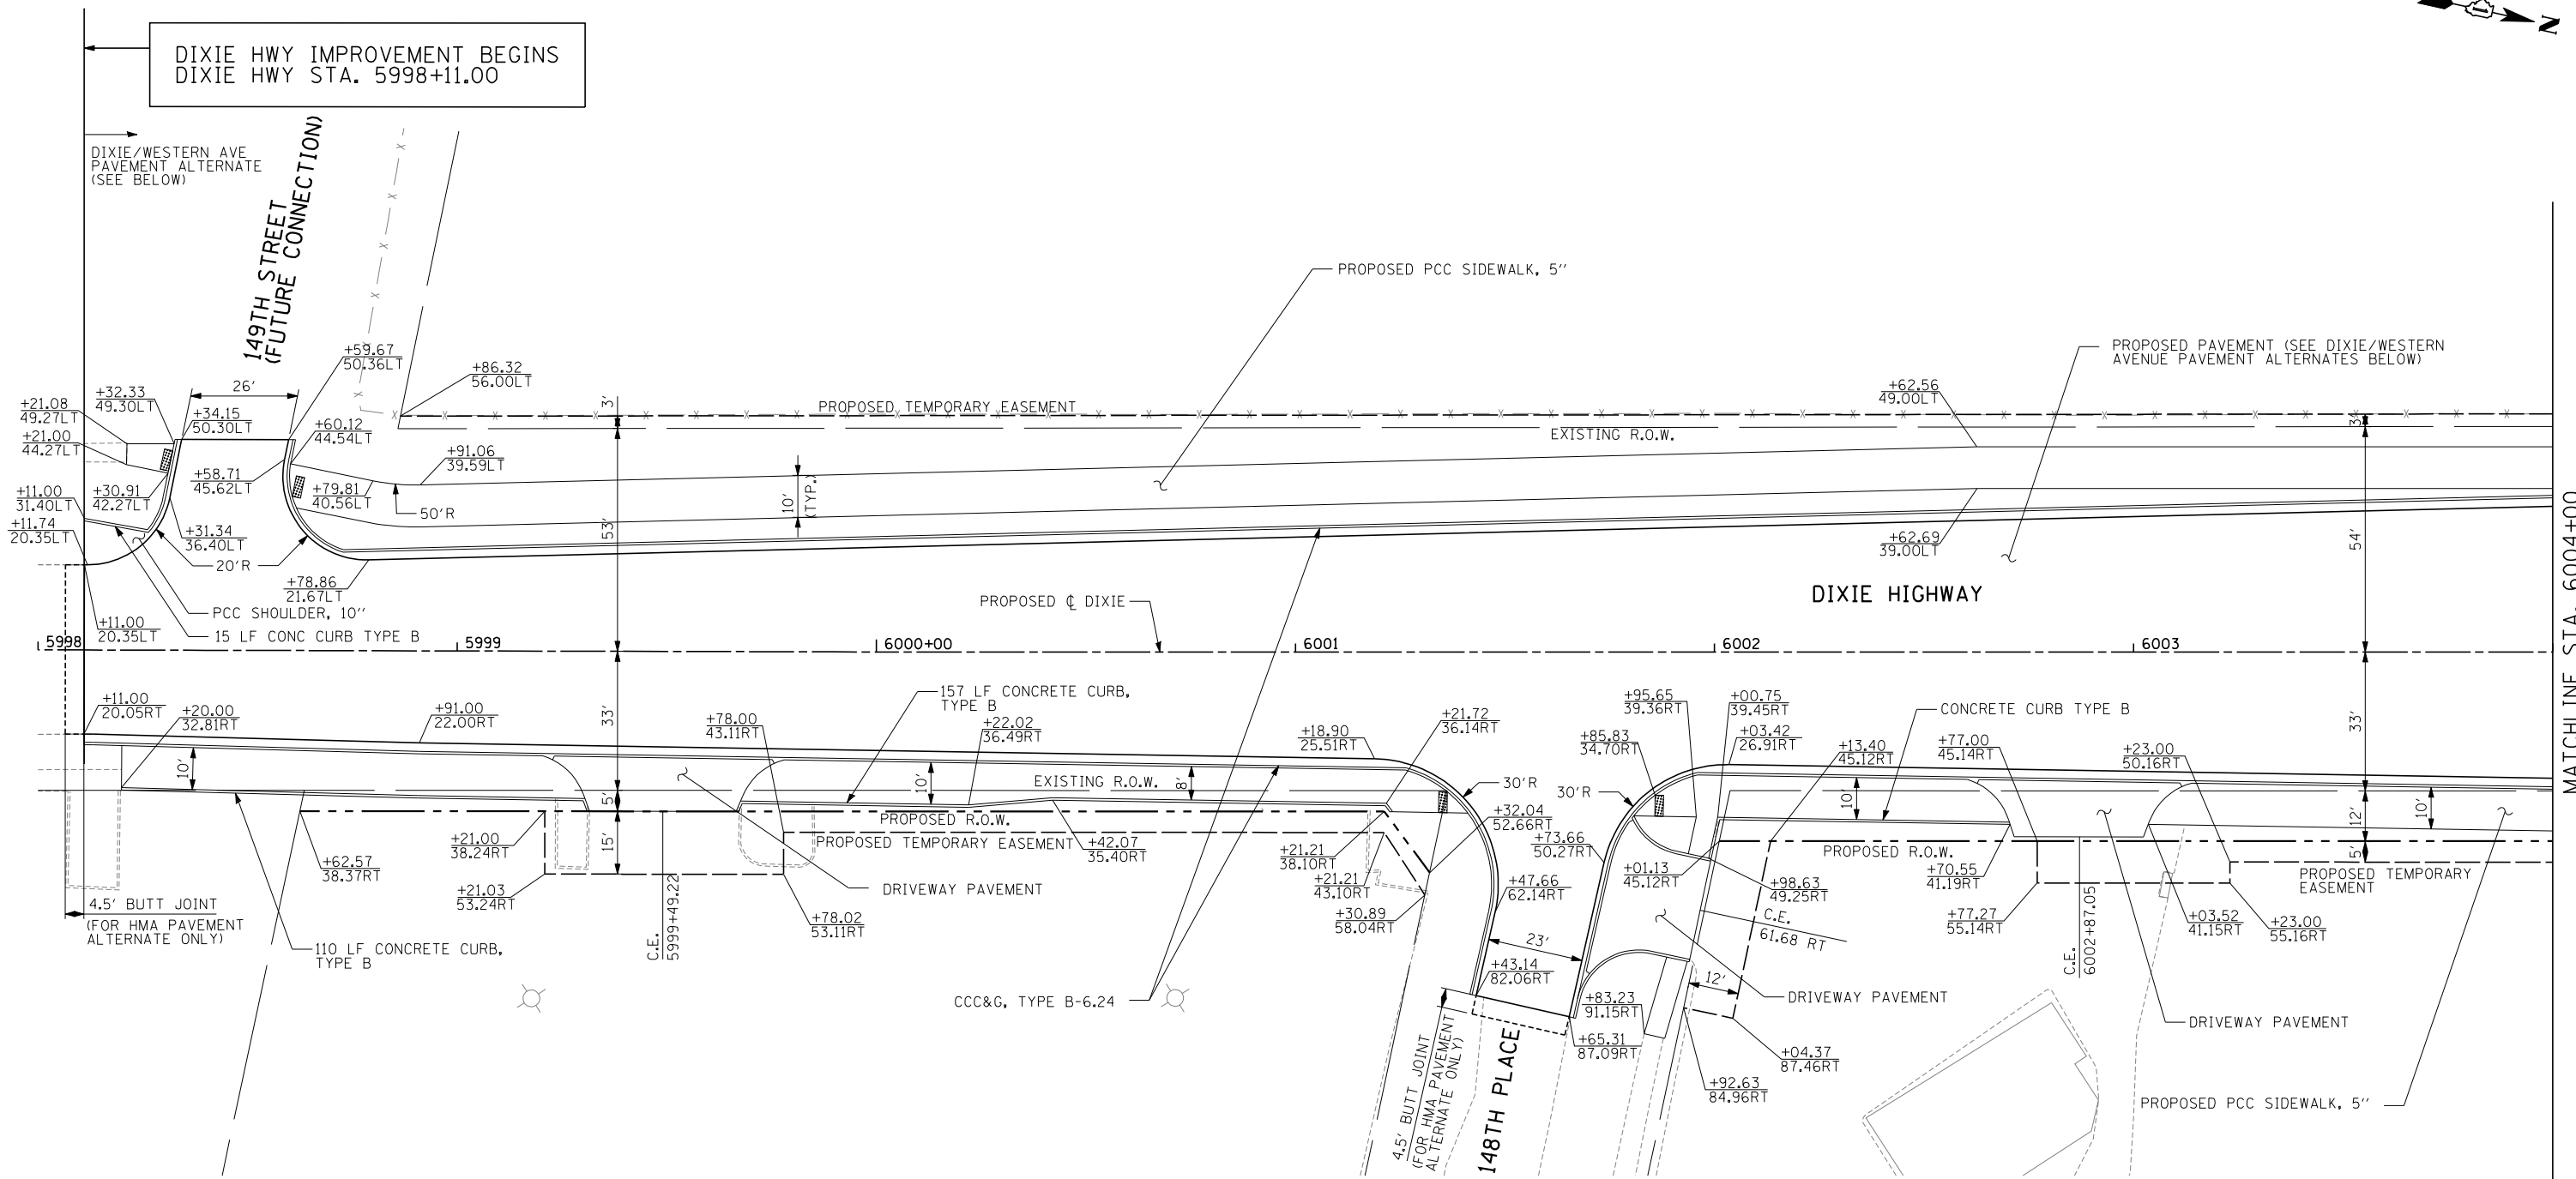 DIXIE HWY IMPROVEMENT BEGINS
DIXIE HWY STA. 5998+11.00
1
N
DIXIE/WESTERN AVE
PAVEMENT ALTERNATE
(SEE BELOW)
149TH STREET
(FUTURE CONNECTION)
PROPOSED PCC SIDEWALK, 5''
PROPOSED PAVEMENT (SEE DIXIE/WESTERN
AVENUE PAVEMENT ALTERNATES BELOW)
+59.67
50.36LT
+86.32
56.00LT
+32.33
49.30LT
26'
+21.08
49.27LT
+34.15
50.30LT
+21.00
44.27LT
+60.12
44.54LT
3'
PROPOSED TEMPORARY EASEMENT
+62.56
49.00LT
EXISTING R.O.W.
3'
+91.06
39.59LT
+58.71
45.62LT
+79.81
40.56LT
+30.91
42.27LT
+11.00
31.40LT
+11.74
20.35LT
+31.34
36.40LT
50'R
10'
(TYP.)
53'
54'
20'R
+78.86
21.67LT
+62.69
39.00LT
PCC SHOULDER, 10''
15 LF CONC CURB TYPE B
+11.00
20.35LT
PROPOSED ℄ DIXIE
DIXIE HIGHWAY
MATCHLINE STA. 6004+00
5998
5999
6000+00
6001
6002
6003
+11.00
20.05RT
+20.00
32.81RT
+91.00
22.00RT
33'
+78.00
43.11RT
157 LF CONCRETE CURB,
TYPE B
+22.02
36.49RT
+18.90
25.51RT
+21.72
36.14RT
+95.65
39.36RT
+00.75
39.45RT
+85.83
34.70RT
+03.42
26.91RT
CONCRETE CURB TYPE B
+13.40
45.12RT
+77.00
45.14RT
+23.00
50.16RT
33'
10'
10'
EXISTING R.O.W.
8'
30'R
30'R
10'
12'
10'
5'
PROPOSED R.O.W.
PROPOSED TEMPORARY EASEMENT
15'
+42.07
35.40RT
+32.04
52.66RT
+21.21
38.10RT
+21.21
43.10RT
+73.66
50.27RT
+01.13
45.12RT
PROPOSED R.O.W.
5'
PROPOSED TEMPORARY
EASEMENT
+62.57
38.37RT
+21.00
38.24RT
+21.03
53.24RT
DRIVEWAY PAVEMENT
+47.66
62.14RT
+98.63
49.25RT
+70.55
41.19RT
+30.89
58.04RT
+78.02
53.11RT
C.E.
5999+49.22
C.E.
61.68 RT
+77.27
55.14RT
+03.52
41.15RT
+23.00
55.16RT
4.5' BUTT JOINT
(FOR HMA PAVEMENT
ALTERNATE ONLY)
110 LF CONCRETE CURB,
TYPE B
23'
+43.14
82.06RT
12'
C.E.
6002+87.05
CCC&G, TYPE B-6.24
+83.23
91.15RT
DRIVEWAY PAVEMENT
DRIVEWAY PAVEMENT
+65.31
87.09RT
+04.37
87.46RT
+92.63
84.96RT
4.5' BUTT JOINT
(FOR HMA PAVEMENT
ALTERNATE ONLY)
148TH PLACE
PROPOSED PCC SIDEWALK, 5''